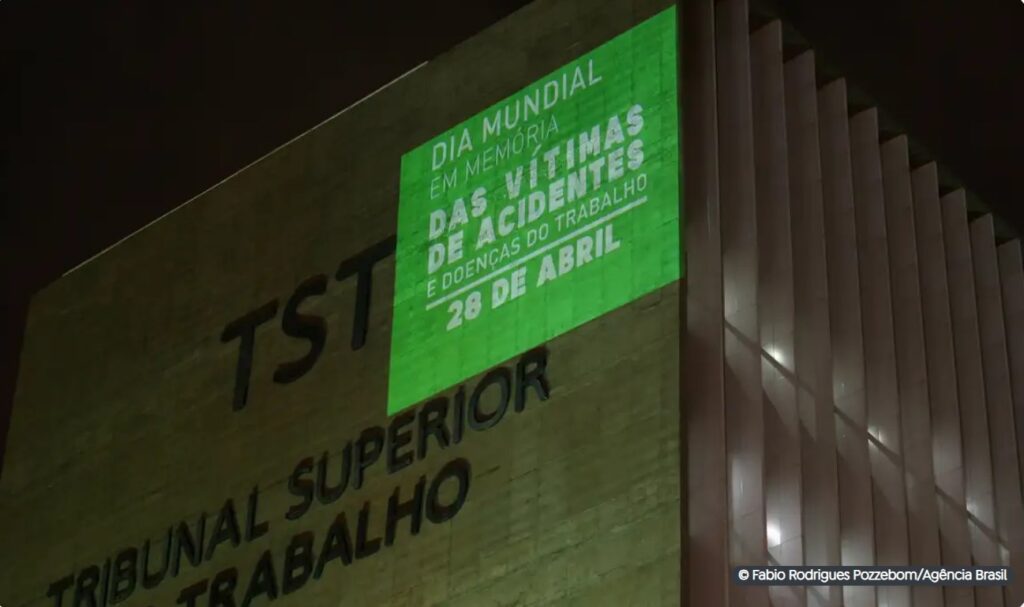 DIA MUNDIAL
EM MEMÓRIA
DAS VÍTIMAS
DE ACIDENTES
E DOENÇAS DO TRABALHO
28 DE ABRIL
TST
TRIBUNAL SUPERIOR
TRABALHO
© Fabio Rodrigues Pozzebom/Agência Brasil